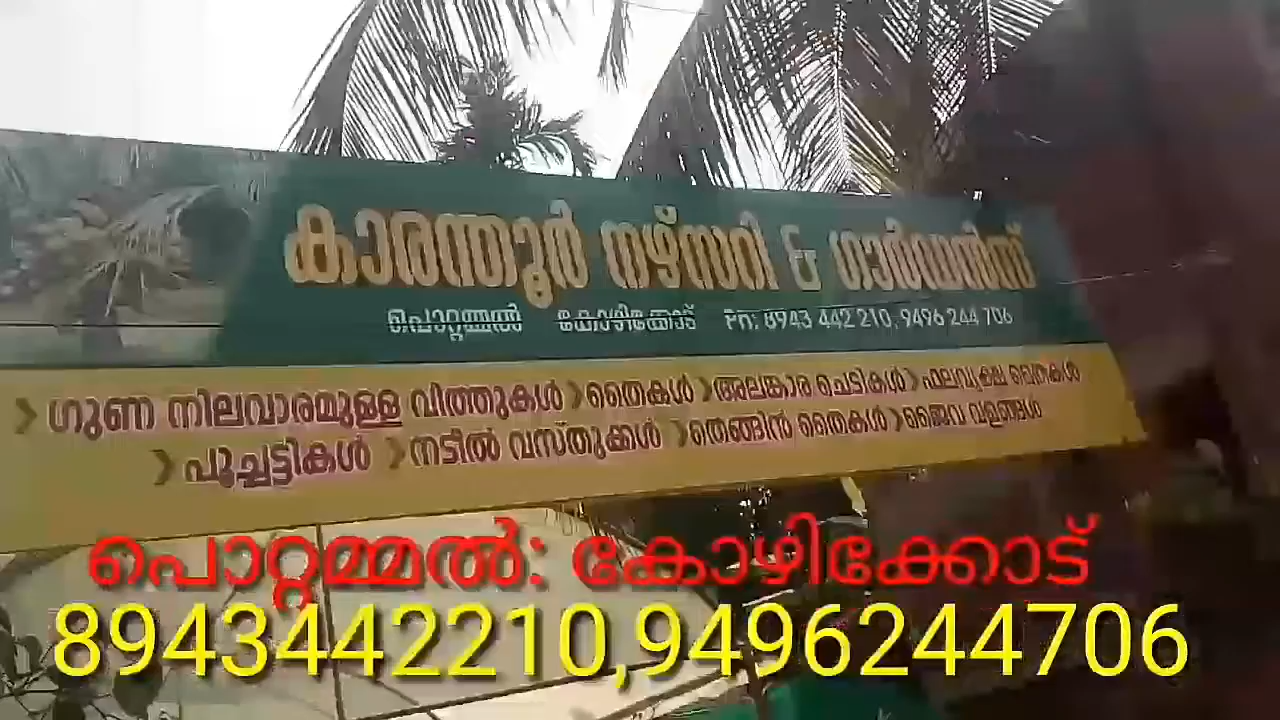 കാരന്തൂർ നഴ്സറി & ഗാർഡൻസ്
പൊറ്റമ്മൽ കോഴിക്കോട് Ph: 8943 442 210, 9496 244 706
ഗുണ നിലവാരമുള്ള വിത്തുകൾ തൈകൾ അലങ്കാര ചെടികൾ ഫലവൃക്ഷ തൈകൾ
പൂച്ചട്ടികൾ നടീൽ വസ്തുക്കൾ തെങ്ങിൻ തൈകൾ ജൈവ വളങ്ങൾ
പൊറ്റമ്മൽ: കോഴിക്കോട്
8943442210,9496244706